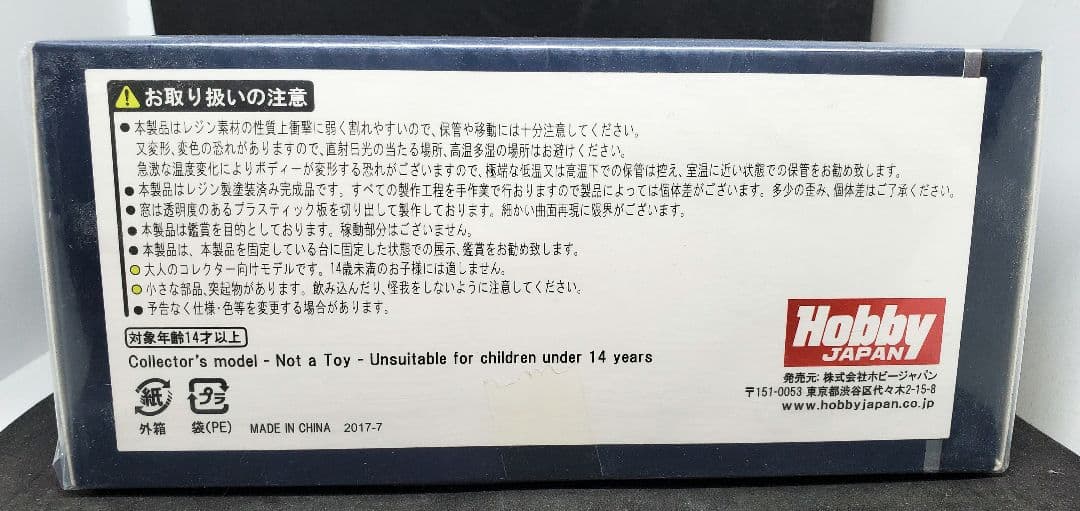 お取り扱いの注意
●本製品はレジン素材の性質上衝撃に弱く割れやすいので、保管や移動には十分注意してください。
又変形、変色の恐れがありますので、直射日光の当たる場所、高温多湿の場所はお避けください。
急激な温度変化によりボディーが変形する恐れがございますので、極端な低温又は高温下での保管は控え、室温に近い状態での保管をお勧め致します。
●本製品はレジン製塗装済み完成品です。すべての製作工程を手作業で行おりますので製品によっては個体差がございます。多少の歪み、個体差はご了承ください。
●窓は透明度のあるプラスティック板を切り出して製作しております。細かい曲面再現に限界がございます。
●本製品は鑑賞を目的としております。稼動部分はございません。
●本製品は、本製品を固定している台に固定した状態での展示、鑑賞をお勧め致します。
●大人のコレクター向けモデルです。14歳未満のお子様には適しません。
●小さな部品、突起物があります。飲み込んだり、怪我をしないように注意してください。
●予告なく仕様・色等を変更する場合があります。
対象年齢14才以上
Collector's model - Not a Toy - Unsuitable for children under 14 years
紙 プラ
外箱 袋(PE) MADE IN CHINA 2017-7
Hobby
JAPAN
発売元: 株式会社ホビージャパン
〒151-0053 東京都渋谷区代々木2-15-8
www.hobbyjapan.co.jp